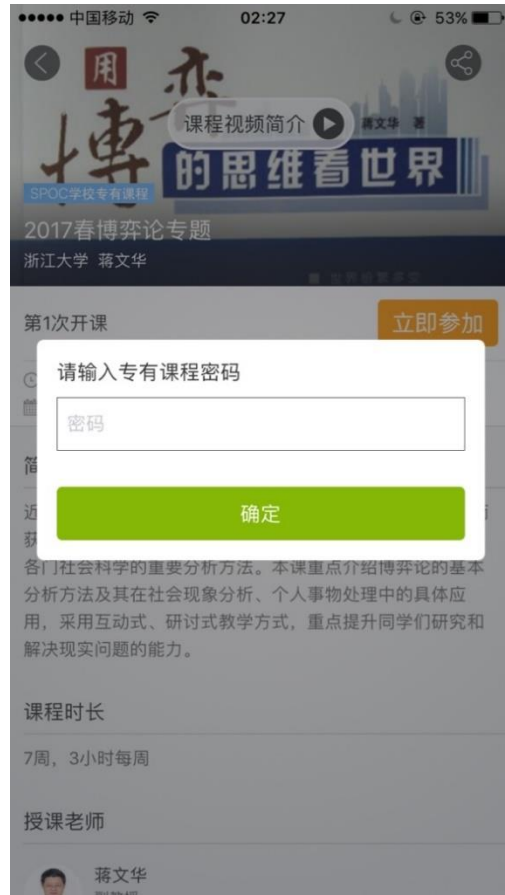 中国移动 02:27 53%
用
博弈
课程视频简介
蒋文华 著
的思维看世界
SPOC学校专有课程
2017春博弈论专题
浙江大学 蒋文华
第1次开课
立即参加
请输入专有课程密码
密码
简
确定
近
获
各门社会科学的重要分析方法。本课重点介绍博弈论的基本
分析方法及其在社会现象分析、个人事物处理中的具体应
用，采用互动式、研讨式教学方式，重点提升同学们研究和
解决现实问题的能力。
课程时长
7周，3小时每周
授课老师
蒋文华